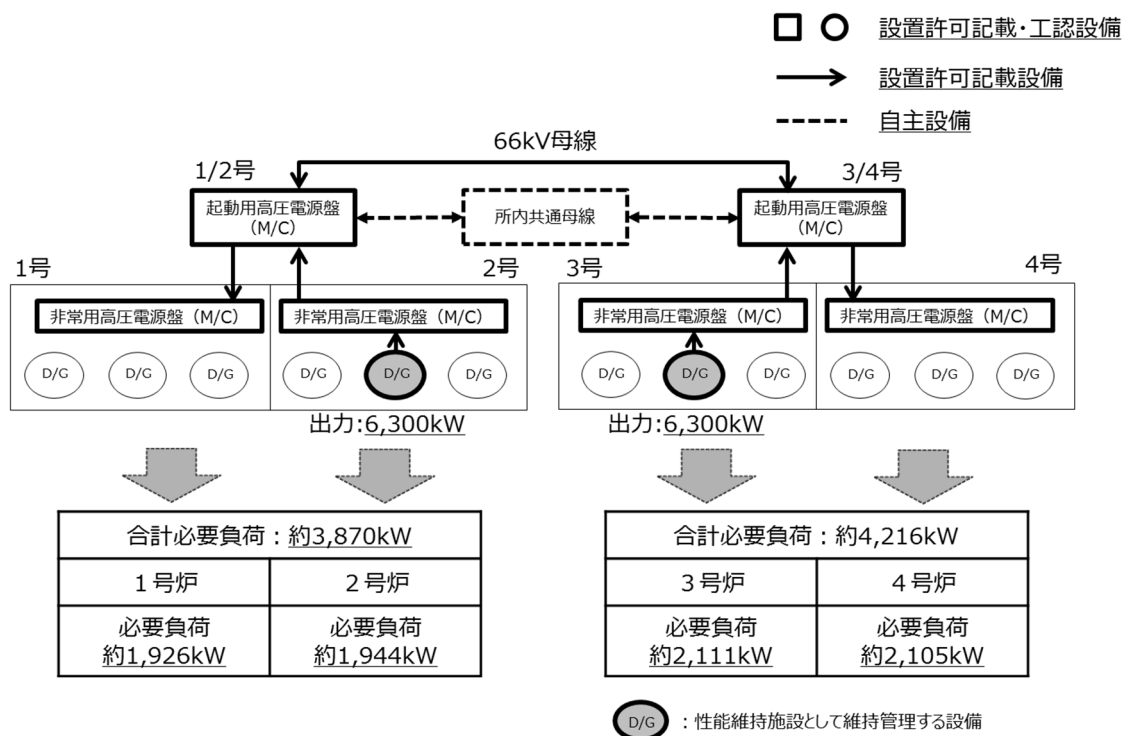 設置許可記載・工認設備
設置許可記載設備
自主設備
66kV母線
1/2号
3/4号
起動用高圧電源盤
（M/C）
所内共通母線
起動用高圧電源盤
（M/C）
1号
2号
3号
4号
非常用高圧電源盤（M/C）
非常用高圧電源盤（M/C）
非常用高圧電源盤（M/C）
非常用高圧電源盤（M/C）
D/G
D/G
D/G
D/G
D/G
D/G
D/G
D/G
D/G
D/G
D/G
D/G
出力:6,300kW
出力:6,300kW
合計必要負荷：約3,870kW
１号炉
２号炉
必要負荷
約1,926kW
必要負荷
約1,944kW
合計必要負荷：約4,216kW
３号炉
４号炉
必要負荷
約2,111kW
必要負荷
約2,105kW
D/G ：性能維持施設として維持管理する設備